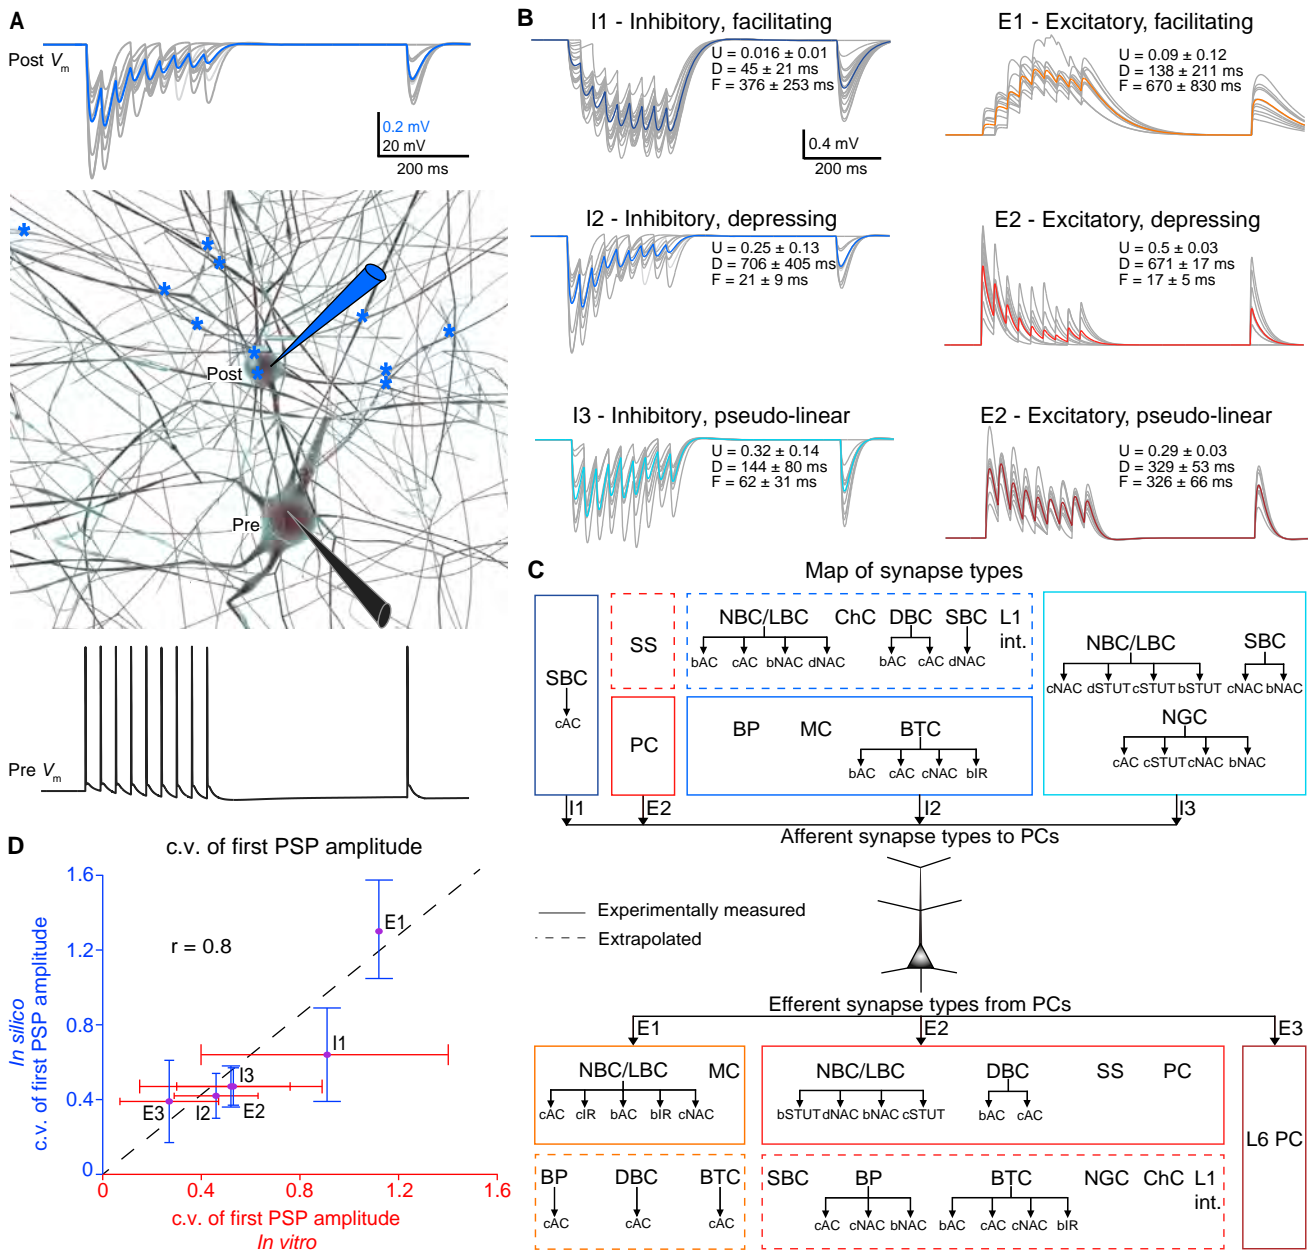 A
Post Vm
0.2 mV
20 mV
200 ms
Post
Pre
Pre Vm
B
I1 - Inhibitory, facilitating
U = 0.016 ± 0.01
D = 45 ± 21 ms
F = 376 ± 253 ms
0.4 mV
200 ms
E1 - Excitatory, facilitating
U = 0.09 ± 0.12
D = 138 ± 211 ms
F = 670 ± 830 ms
I2 - Inhibitory, depressing
U = 0.25 ± 0.13
D = 706 ± 405 ms
F = 21 ± 9 ms
E2 - Excitatory, depressing
U = 0.5 ± 0.03
D = 671 ± 17 ms
F = 17 ± 5 ms
I3 - Inhibitory, pseudo-linear
U = 0.32 ± 0.14
D = 144 ± 80 ms
F = 62 ± 31 ms
E2 - Excitatory, pseudo-linear
U = 0.29 ± 0.03
D = 329 ± 53 ms
F = 326 ± 66 ms
C
Map of synapse types
SBC
cAC
SS
PC
NBC/LBC ChC DBC SBC L1
int.
bAC cAC bNAC dNAC bAC cAC dNAC
BP MC BTC
bAC cAC cNAC bIR
NBC/LBC SBC
cNAC dSTUT cSTUT bSTUT cNAC bNAC
NGC
cAC cSTUT cNAC bNAC
I1 E2 I2 I3
Afferent synapse types to PCs
Experimentally measured
Extrapolated
Efferent synapse types from PCs
E1 E2 E3
NBC/LBC MC
cAC cIR bAC bIR cNAC
NBC/LBC DBC SS PC
bSTUT dNAC bNAC cSTUT bAC cAC
L6 PC
BP DBC BTC
cAC cAC cAC
SBC BP BTC NGC ChC L1
int.
cAC cNAC bNAC bAC cAC cNAC bIR
D
c.v. of first PSP amplitude
In silico
c.v. of first PSP amplitude
1.6
1.2
0.8
0.4
0
r = 0.8
E1
I1
I3
E3 I2 E2
0 0.4 0.8 1.2 1.6
c.v. of first PSP amplitude
In vitro